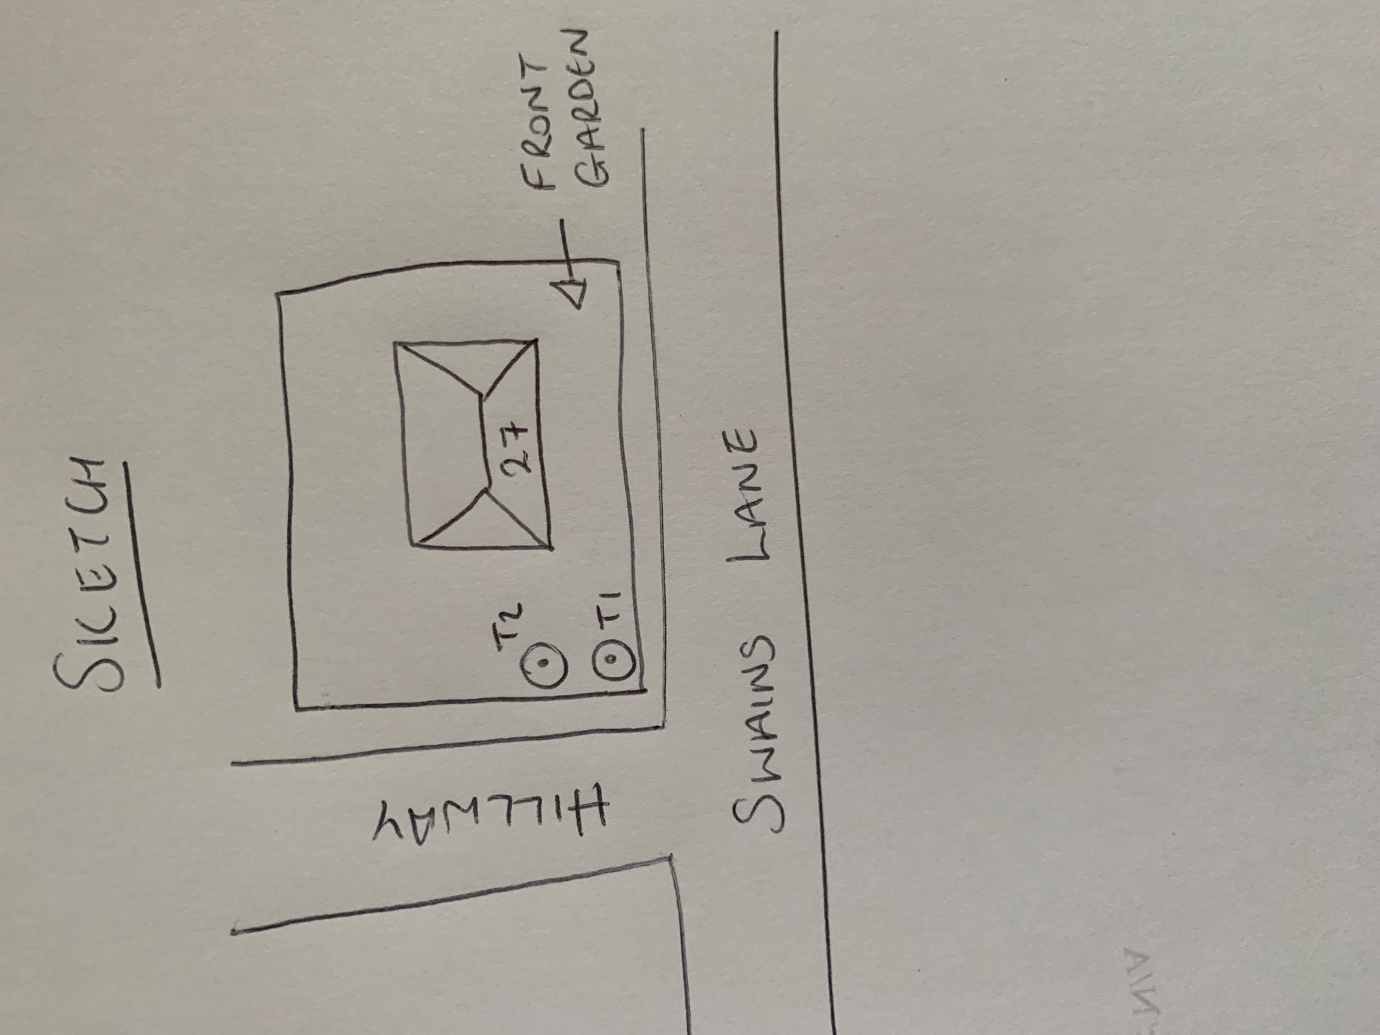 SKETCH
FRONT
GARDEN
27
T2
T1
HILLWAY
SWAINS LANE